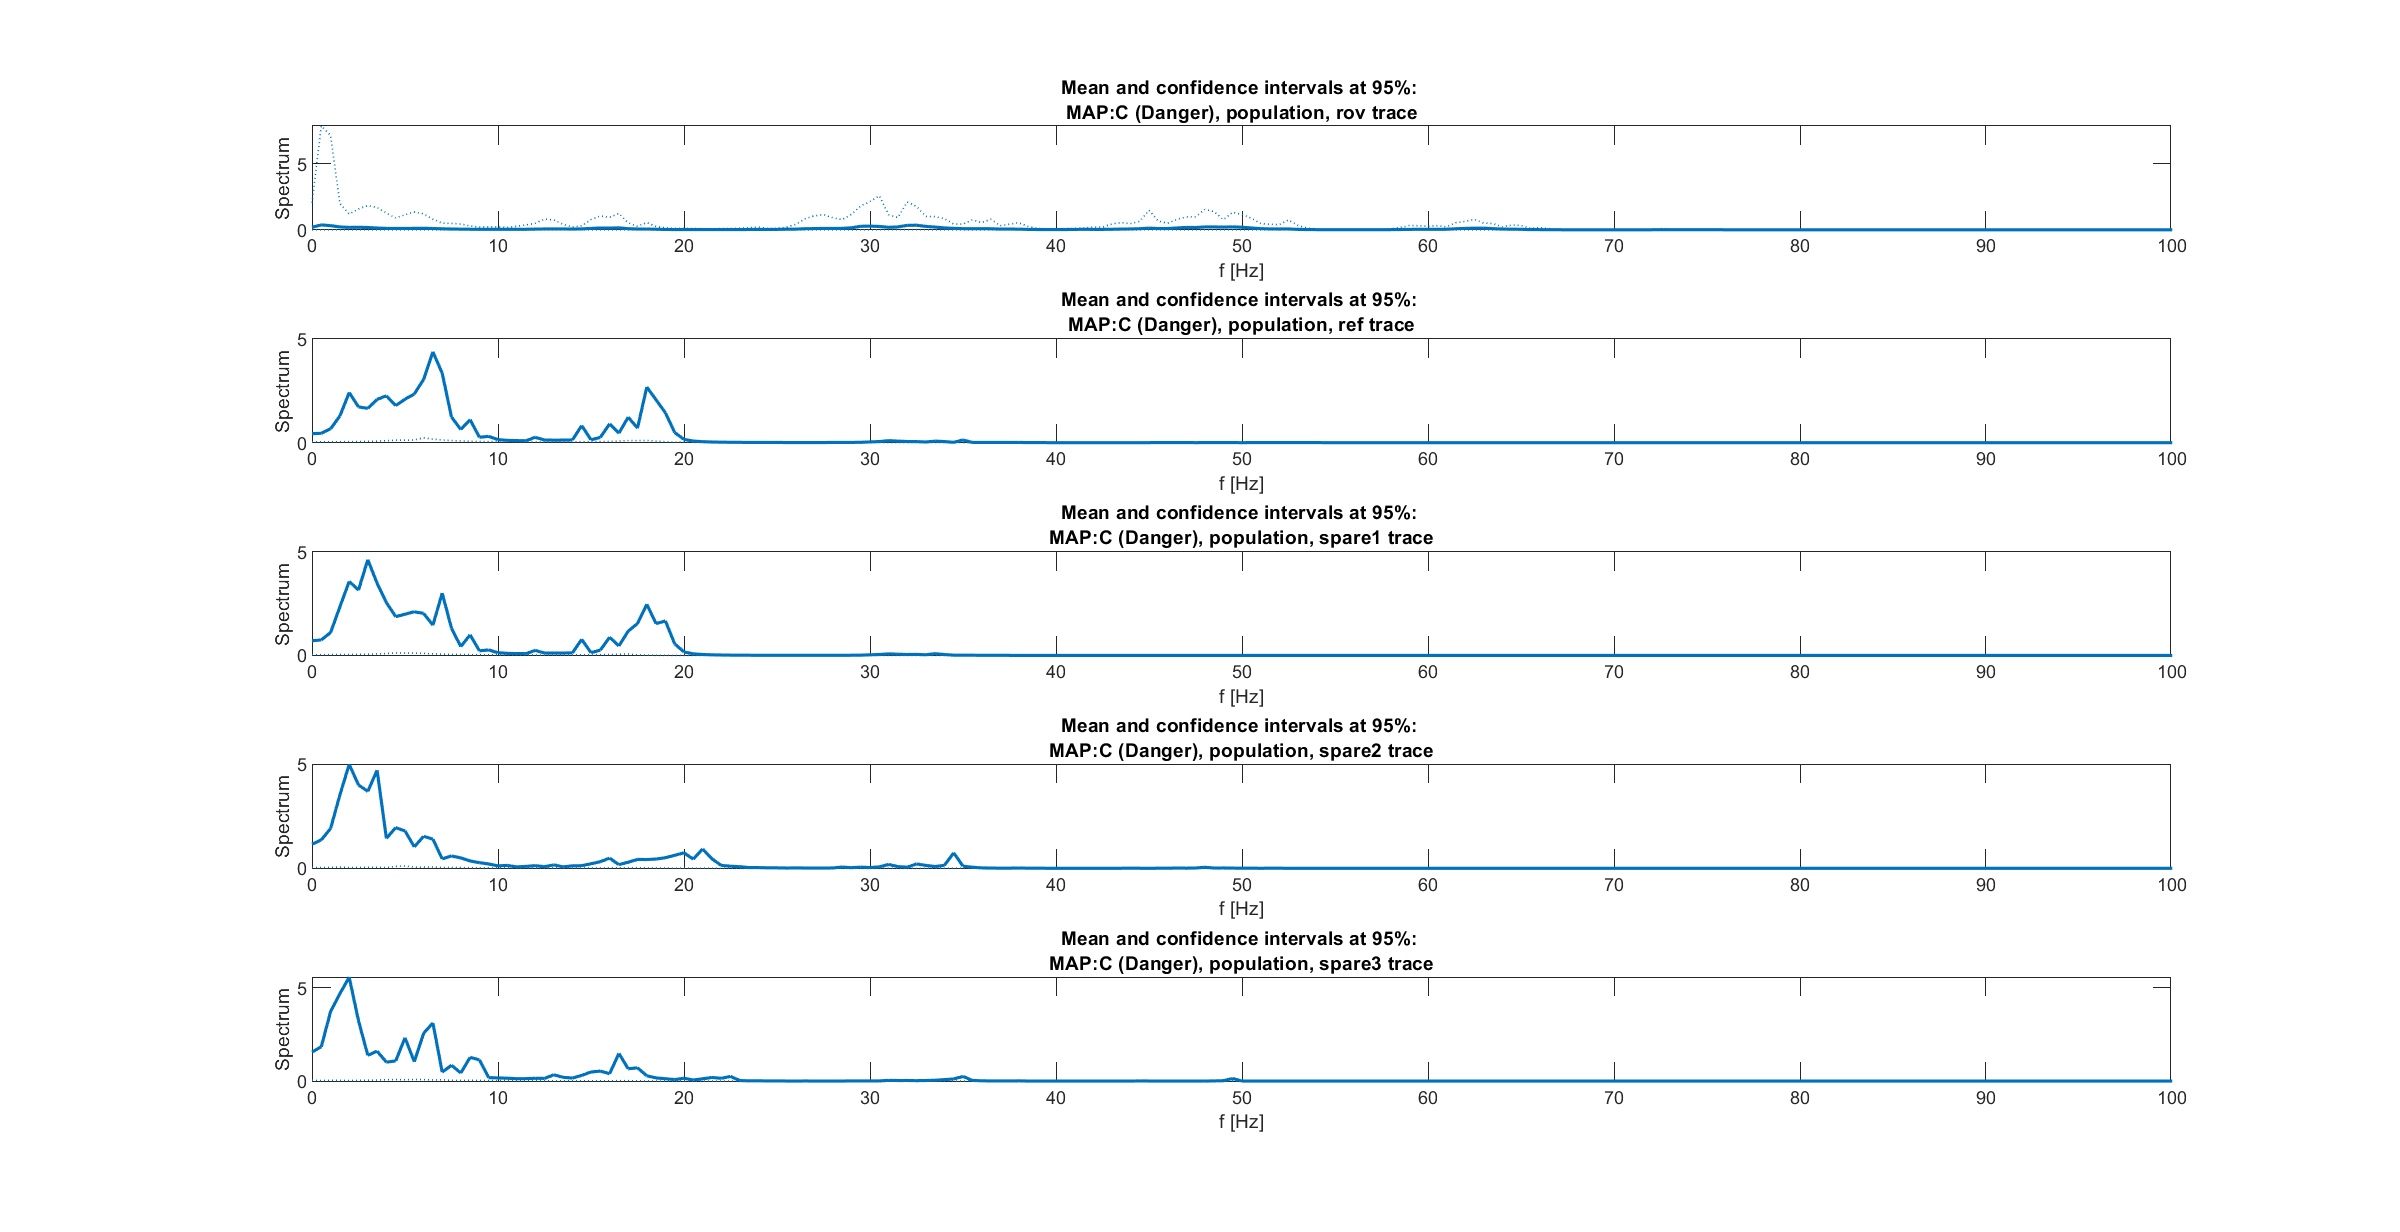 Mean and confidence intervals at 95%:
MAP:C (Danger), population, rov trace
Spectrum
5
0
0 10 20 30 40 50 60 70 80 90 100
f [Hz]
Mean and confidence intervals at 95%:
MAP:C (Danger), population, ref trace
Spectrum
5
0
0 10 20 30 40 50 60 70 80 90 100
f [Hz]
Mean and confidence intervals at 95%:
MAP:C (Danger), population, spare1 trace
Spectrum
5
0
0 10 20 30 40 50 60 70 80 90 100
f [Hz]
Mean and confidence intervals at 95%:
MAP:C (Danger), population, spare2 trace
Spectrum
5
0
0 10 20 30 40 50 60 70 80 90 100
f [Hz]
Mean and confidence intervals at 95%:
MAP:C (Danger), population, spare3 trace
Spectrum
5
0
0 10 20 30 40 50 60 70 80 90 100
f [Hz]